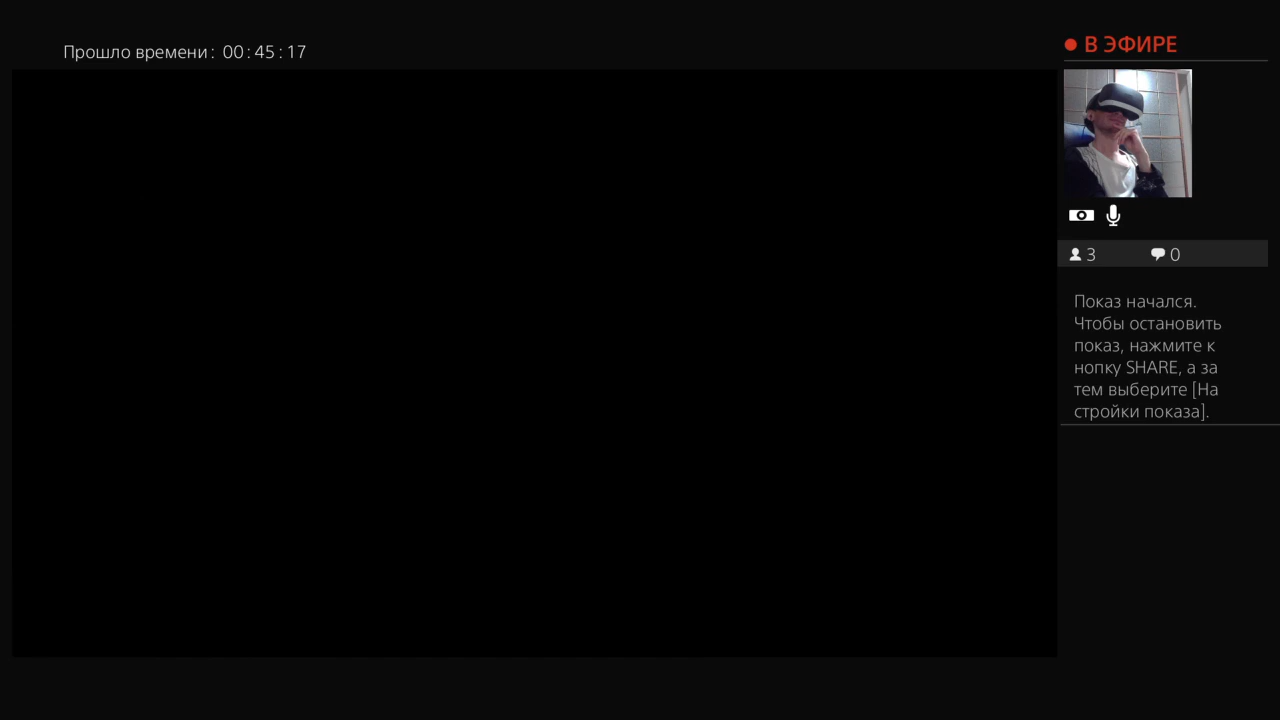 Прошло времени: 00:45:17
В ЭФИРЕ
3 0
Показ начался.
Чтобы остановить
показ, нажмите к
нопку SHARE, а за
тем выберите [На
стройки показа].